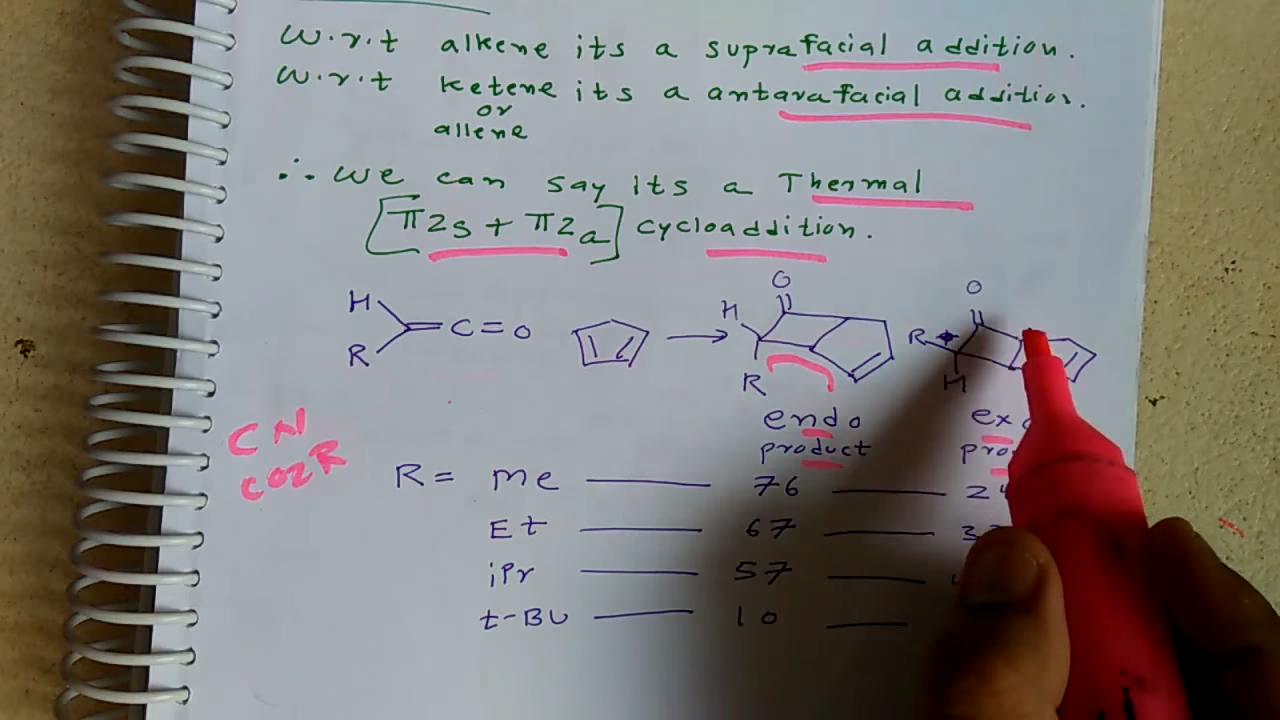 w.r.t alkene its a suprafacial addition.
w.r.t ketene its a antarafacial addition.
or
allene
∴ we can say its a Thermal
[π2s + π2a] cycloaddition.
H
R
C=O
O
H
R
O
R
H
endo
product
CN
CO2R
R = Me 76
Et 67
iPr 57
t-BU 10